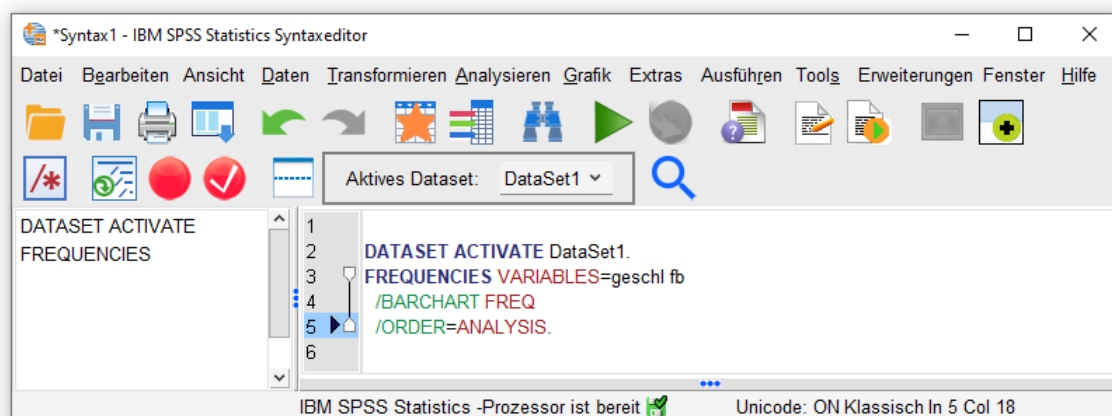 *Syntax1 - IBM SPSS Statistics Syntaxeditor
Datei Bearbeiten Ansicht Daten Transformieren Analysieren Grafik Extras Ausführen Tools Erweiterungen Fenster Hilfe
/* Aktives Dataset: DataSet1
DATASET ACTIVATE
FREQUENCIES
1
2 DATASET ACTIVATE DataSet1.
3 FREQUENCIES VARIABLES=geschl fb
4 /BARCHART FREQ
5 /ORDER=ANALYSIS.
6
IBM SPSS Statistics -Prozessor ist bereit Unicode: ON Klassisch In 5 Col 18